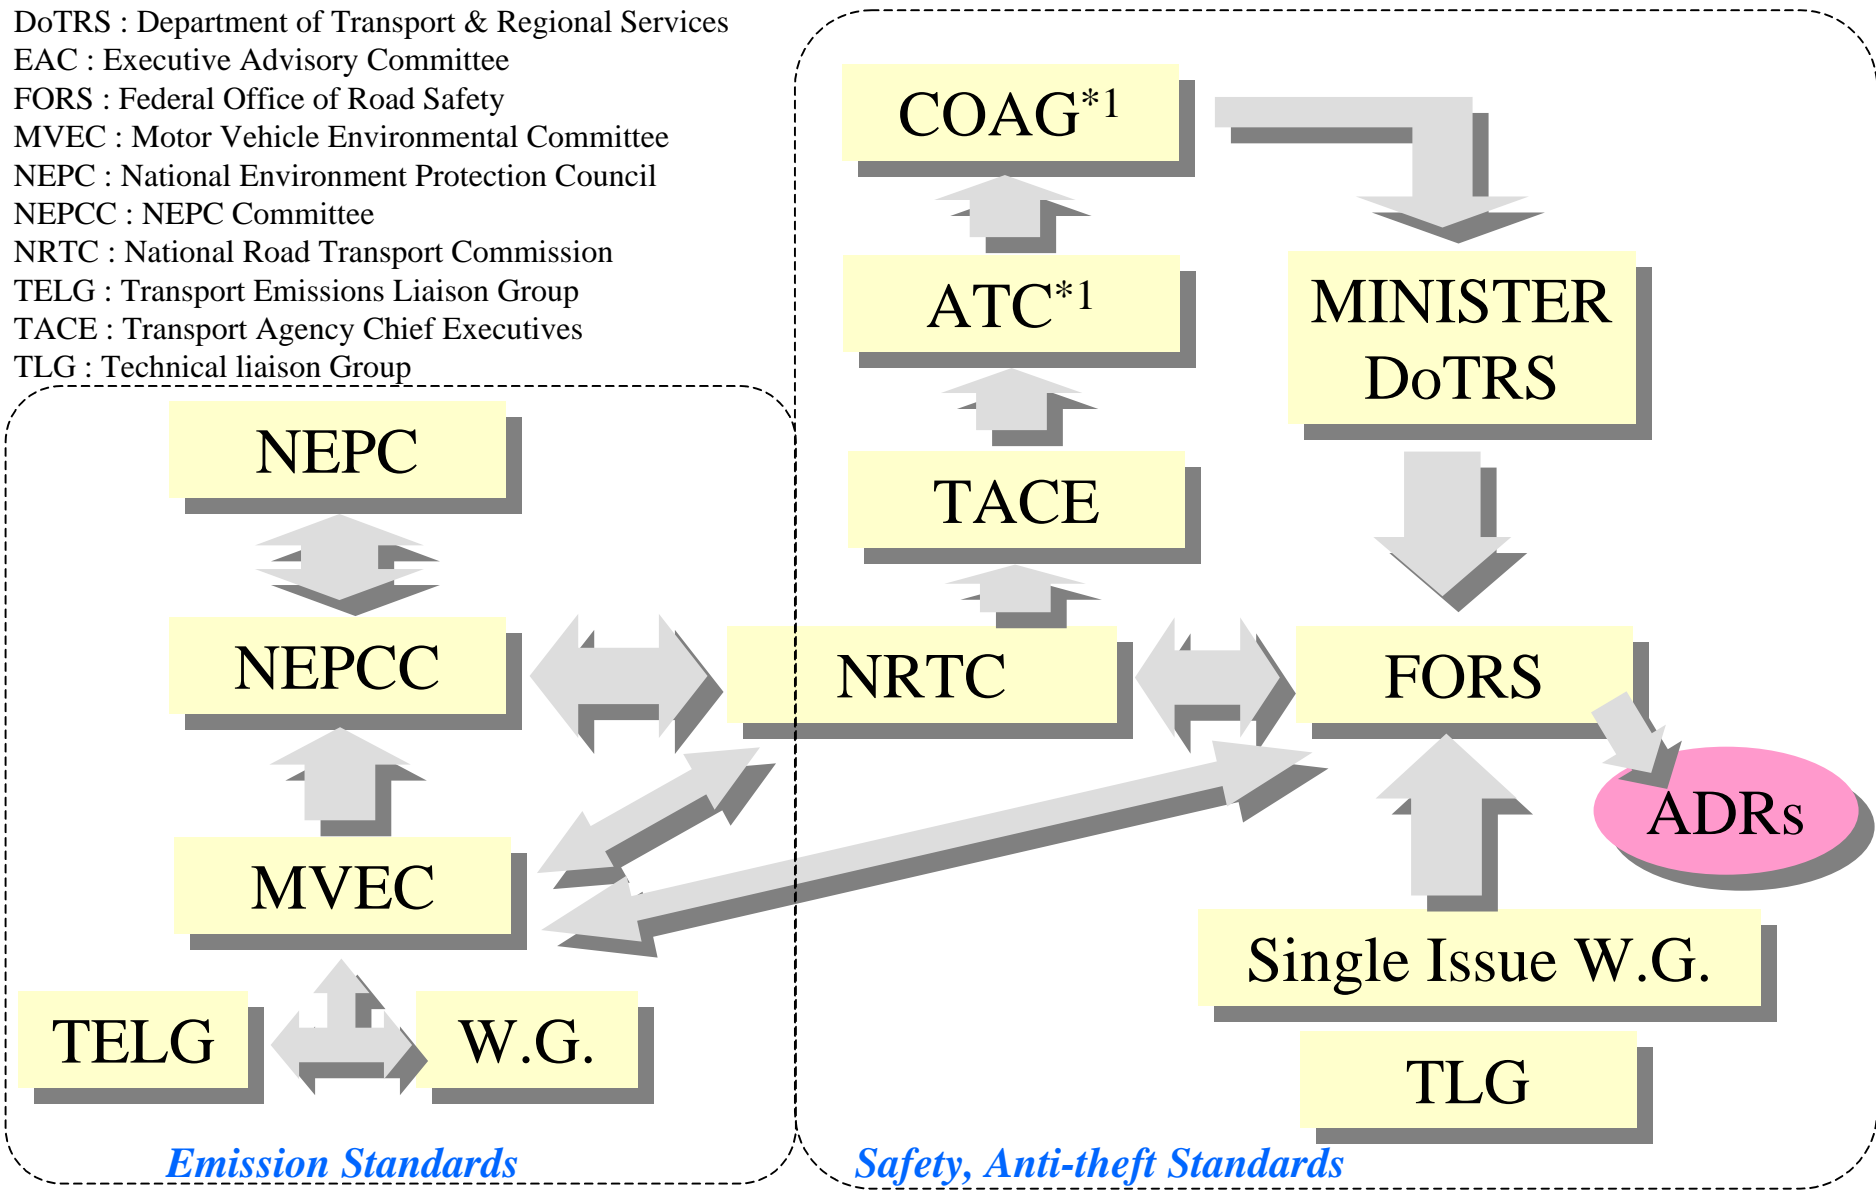 DoTRS : Department of Transport & Regional Services
EAC : Executive Advisory Committee
FORS : Federal Office of Road Safety
MVEC : Motor Vehicle Environmental Committee
NEPC : National Environment Protection Council
NEPCC : NEPC Committee
NRTC : National Road Transport Commission
TELG : Transport Emissions Liaison Group
TACE : Transport Agency Chief Executives
TLG : Technical liaison Group
COAG*1
ATC*1
MINISTER
DoTRS
NEPC
TACE
NEPCC
NRTC
FORS
ADRs
MVEC
Single Issue W.G.
TELG
W.G.
TLG
Emission Standards
Safety, Anti-theft Standards